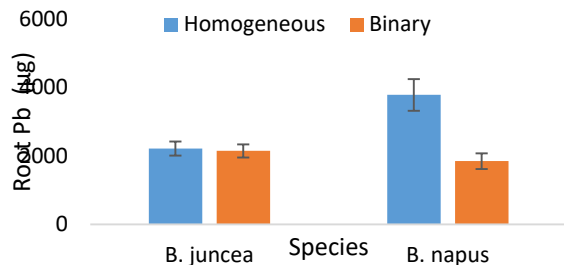 6000
Homogeneous Binary
4000
2000
0
Root Pb (µg)
B. juncea Species B. napus